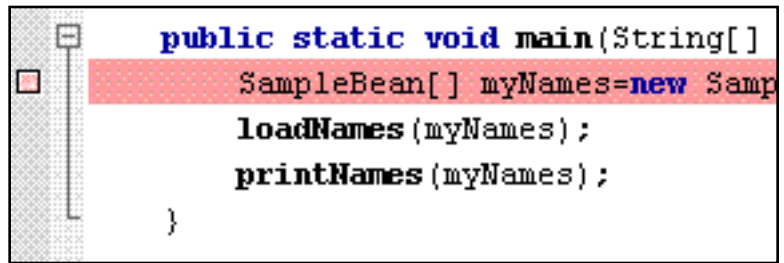 public static void main(String[]
SampleBean[] myNames=new Samp
loadNames(myNames);
printNames(myNames);
}